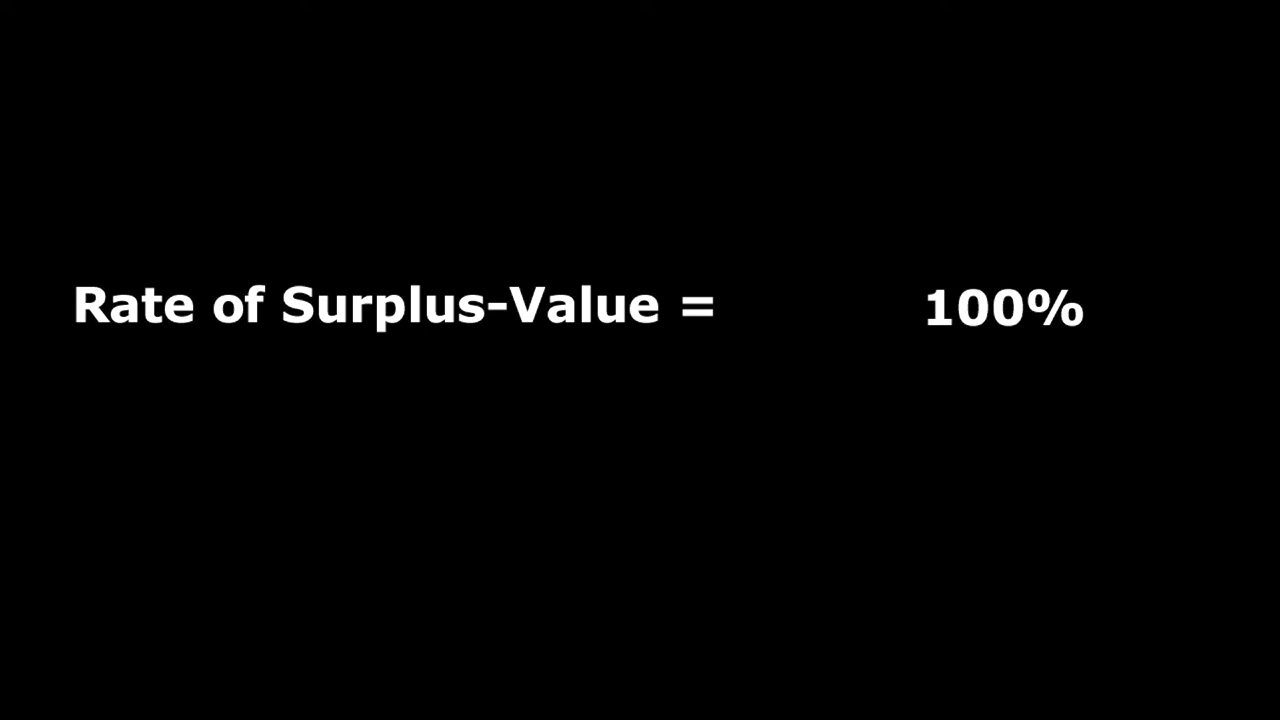 Rate of Surplus-Value = 100%